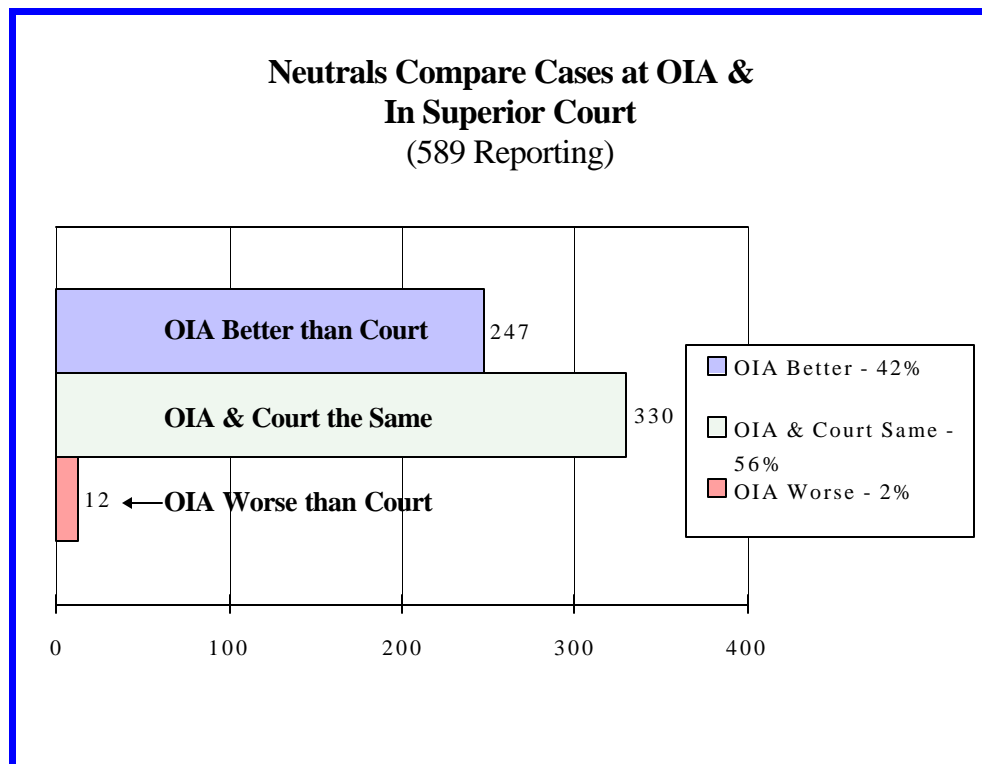 Neutrals Compare Cases at OIA &
In Superior Court
(589 Reporting)
OIA Better than Court
247
OIA & Court the Same
330
12
OIA Worse than Court
OIA Better - 42%
OIA & Court Same -
56%
OIA Worse - 2%
0 100 200 300 400